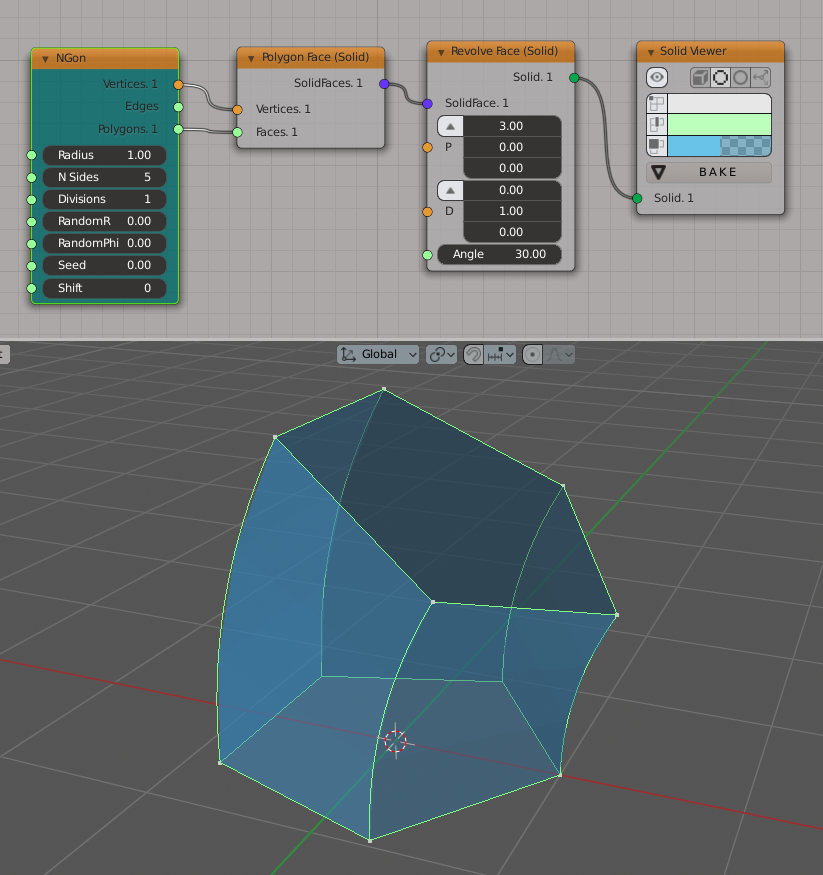 NGon
Vertices. 1
Edges
Polygons. 1
Radius 1.00
N Sides 5
Divisions 1
RandomR 0.00
RandomPhi 0.00
Seed 0.00
Shift 0
Polygon Face (Solid)
SolidFaces. 1
Vertices. 1
Faces. 1
Revolve Face (Solid)
Solid. 1
SolidFace. 1
3.00
P 0.00
0.00
0.00
D 1.00
0.00
Angle 30.00
Solid Viewer
BAKE
Solid. 1
Global